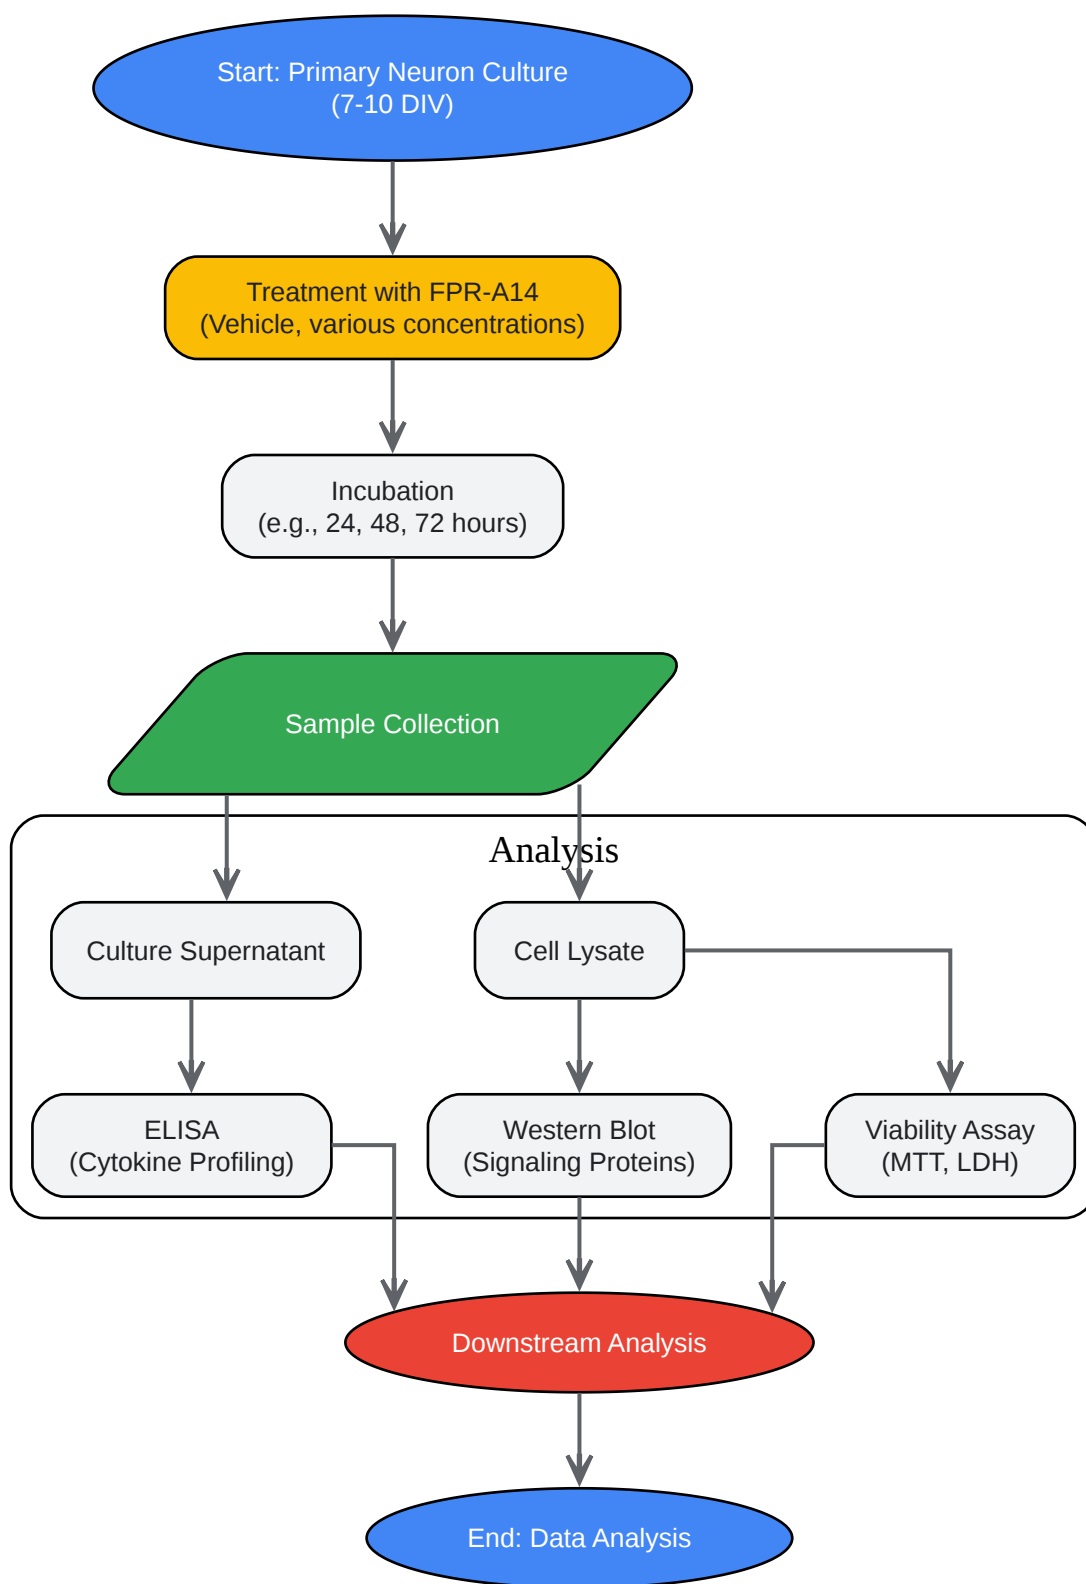 Start: Primary Neuron Culture
(7-10 DIV)
Treatment with FPR-A14
(Vehicle, various concentrations)
Incubation
(e.g., 24, 48, 72 hours)
Sample Collection
Analysis
Culture Supernatant
Cell Lysate
ELISA
(Cytokine Profiling)
Western Blot
(Signaling Proteins)
Viability Assay
(MTT, LDH)
Downstream Analysis
End: Data Analysis